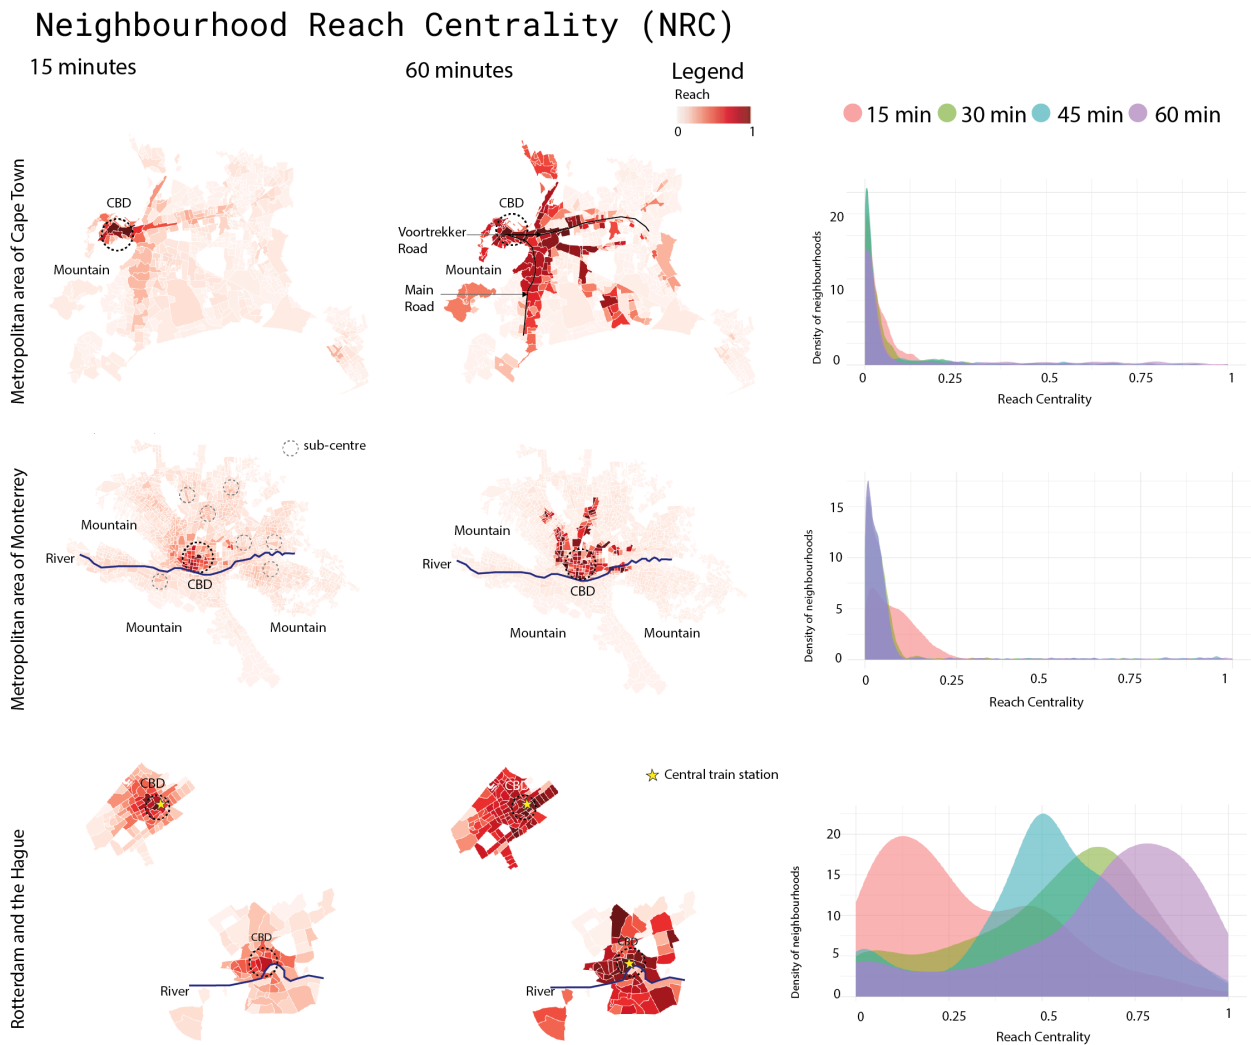 Neighbourhood Reach Centrality (NRC)
15 minutes
60 minutes
Legend
Reach
0 1
15 min 30 min 45 min 60 min
Metropolitan area of Cape Town
CBD
Mountain
CBD
Voortrekker
Road
Mountain
Main
Road
Density of neighbourhoods
20
10
0
0 0.25 0.5 0.75 1
Reach Centrality
Metropolitan area of Monterrey
sub-centre
Mountain
River
CBD
Mountain
Mountain
Mountain
River
CBD
Mountain
Mountain
Density of neighbourhoods
15
10
5
0
0 0.25 0.5 0.75 1
Reach Centrality
Rotterdam and the Hague
CBD
CBD
River
CBD
Central train station
CBD
River
Density of neighbourhoods
20
15
10
5
0
0 0.25 0.5 0.75 1
Reach Centrality